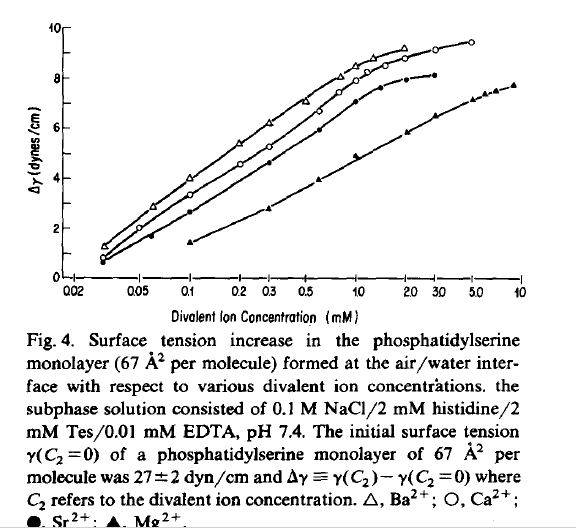 10
8
6
4
2
0
Δγ (dynes/cm)
0.02 0.05 0.1 0.2 0.3 0.5 1.0 2.0 3.0 5.0 10
Divalent Ion Concentration (mM)
Fig. 4. Surface tension increase in the phosphatidylserine
monolayer (67 Å² per molecule) formed at the air/water inter-
face with respect to various divalent ion concentrations. the
subphase solution consisted of 0.1 M NaCl/2 mM histidine/2
mM Tes/0.01 mM EDTA, pH 7.4. The initial surface tension
γ(C₂=0) of a phosphatidylserine monolayer of 67 Å² per
molecule was 27±2 dyn/cm and Δγ ≡ γ(C₂)−γ(C₂=0) where
C₂ refers to the divalent ion concentration. △, Ba²⁺; ○, Ca²⁺;
●, Sr²⁺; ▲, Mg²⁺.